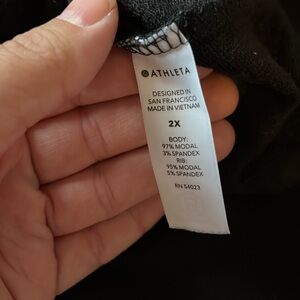 ATHLETA
DESIGNED IN
SAN FRANCISCO
MADE IN VIETNAM
2X
BODY:
97% MODAL
3% SPANDEX
RIB:
95% MODAL
5% SPANDEX
RN 54023